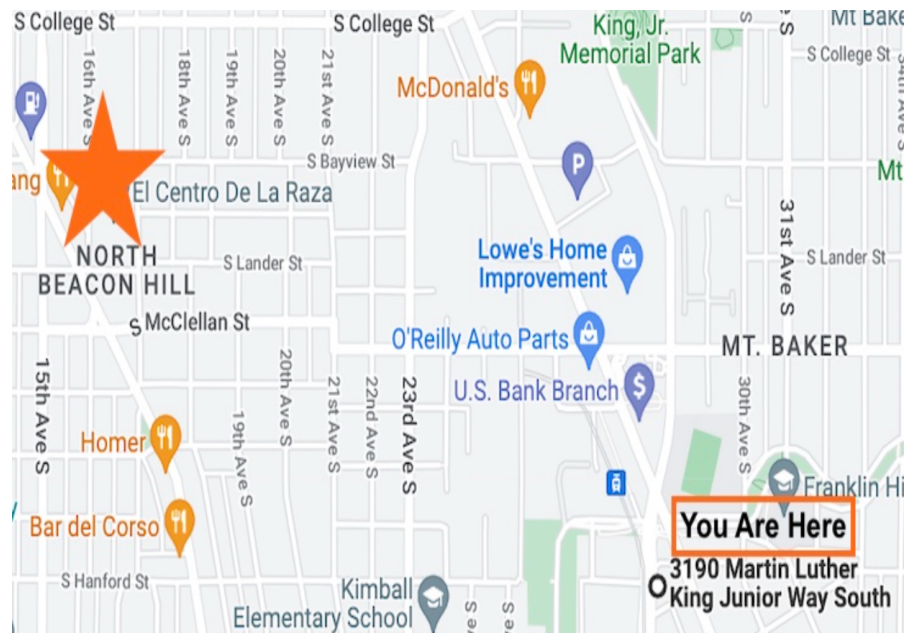 S College St
S College St
King, Jr.
Memorial Park
Mt Bake
S College St
16th Ave S
18th Ave S
19th Ave S
20th Ave S
21st Ave S
McDonald's
S Bayview St
P
ang
El Centro De La Raza
Mt
31st Ave S
NORTH
BEACON HILL
S Lander St
Lowe's Home
Improvement
S Lander St
S McClellan St
O'Reilly Auto Parts
MT. BAKER
15th Ave S
20th Ave S
21st Ave S
22nd Ave S
23rd Ave S
U.S. Bank Branch
$
30th Ave S
19th Ave S
Homer
Franklin Hi
Bar del Corso
You Are Here
S Hanford St
Kimball
Elementary School
3190 Martin Luther
King Junior Way South